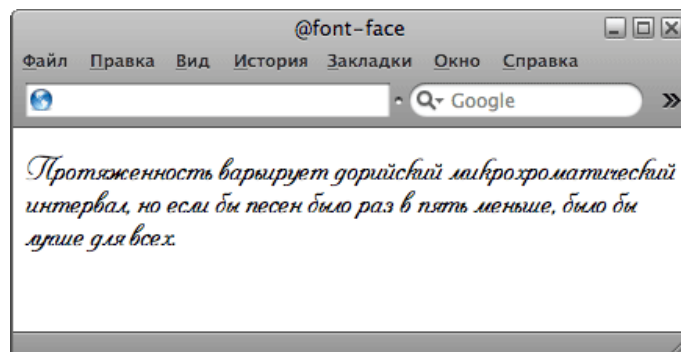 @font-face
Файл Правка Вид История Закладки Окно Справка
Google »
Протяженность варьирует дорийский микрохроматический
интервал, но если бы песен было раз в пять меньше, было бы
лучше для всех.